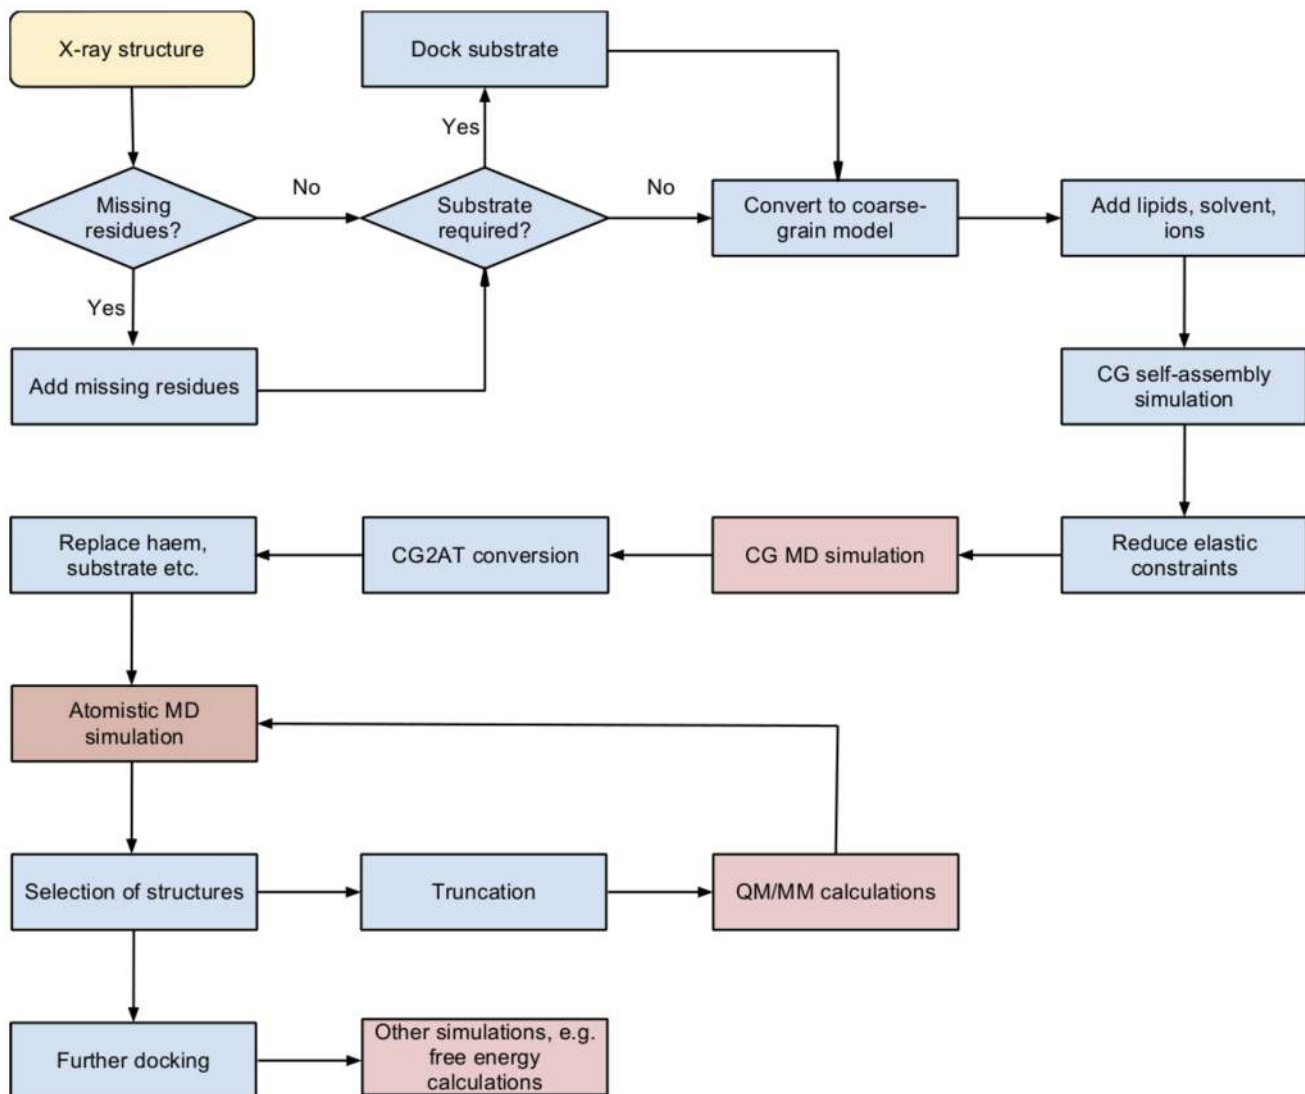 X-ray structure
Dock substrate
Yes
Missing
residues?
No
Substrate
required?
No
Convert to coarse-
grain model
Add lipids, solvent,
ions
Yes
Add missing residues
CG self-assembly
simulation
Replace haem,
substrate etc.
CG2AT conversion
CG MD simulation
Reduce elastic
constraints
Atomistic MD
simulation
Selection of structures
Truncation
QM/MM calculations
Further docking
Other simulations, e.g.
free energy
calculations